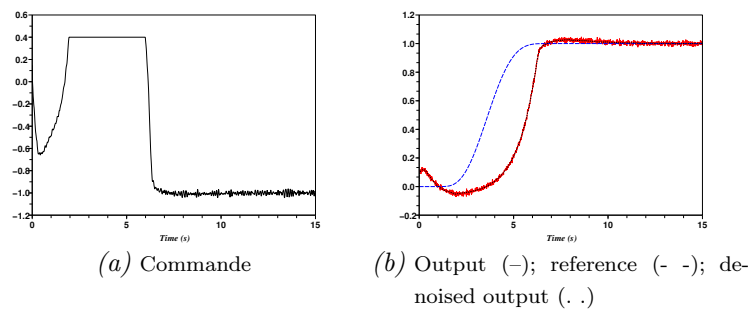 0.6
0.4
0.2
0.0
−0.2
−0.4
−0.6
−0.8
−1.0
−1.2
0 5 10 15
Time (s)
(a) Commande
1.2
1.0
0.8
0.6
0.4
0.2
0.0
−0.2
0 5 10 15
Time (s)
(b) Output (–); reference (- -); de-
noised output (. .)